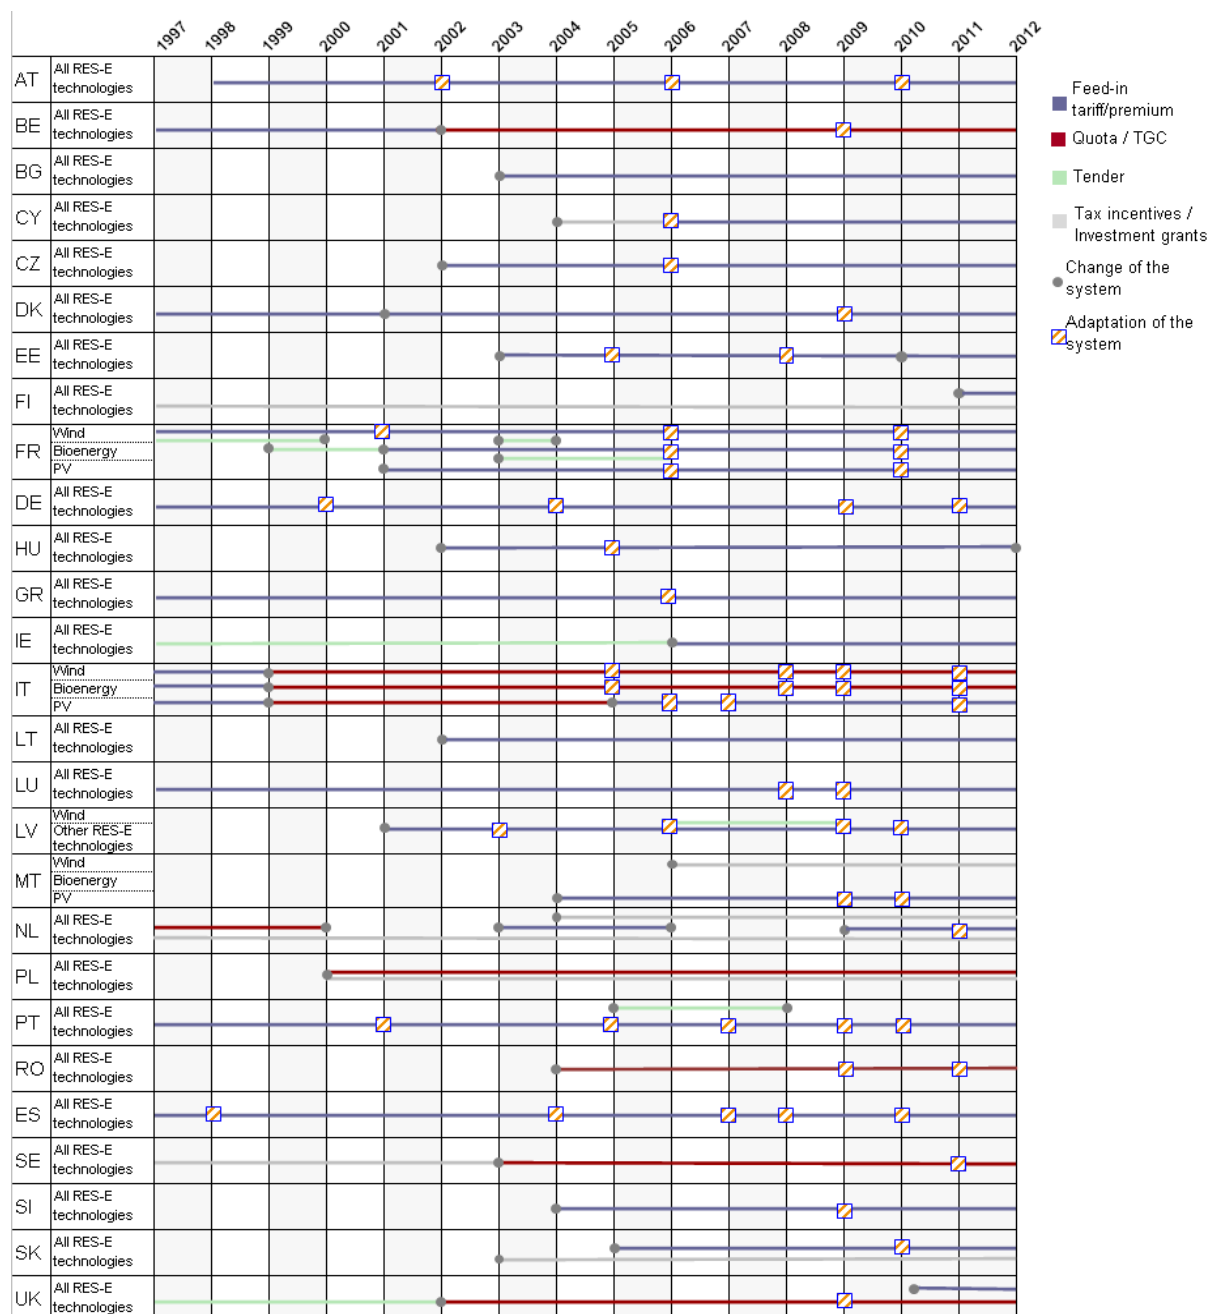 1997 1998 1999 2000 2001 2002 2003 2004 2005 2006 2007 2008 2009 2010 2011 2012
AT
All RES-E
technologies
BE
All RES-E
technologies
BG
All RES-E
technologies
CY
All RES-E
technologies
CZ
All RES-E
technologies
DK
All RES-E
technologies
EE
All RES-E
technologies
FI
All RES-E
technologies
FR
Wind
Bioenergy
PV
DE
All RES-E
technologies
HU
All RES-E
technologies
GR
All RES-E
technologies
IE
All RES-E
technologies
IT
Wind
Bioenergy
PV
LT
All RES-E
technologies
LU
All RES-E
technologies
LV
Wind
Other RES-E
technologies
MT
Wind
Bioenergy
PV
NL
All RES-E
technologies
PL
All RES-E
technologies
PT
All RES-E
technologies
RO
All RES-E
technologies
ES
All RES-E
technologies
SE
All RES-E
technologies
SI
All RES-E
technologies
SK
All RES-E
technologies
UK
All RES-E
technologies
Feed-in
tariff/premium
Quota / TGC
Tender
Tax incentives /
Investment grants
Change of the
system
Adaptation of the
system